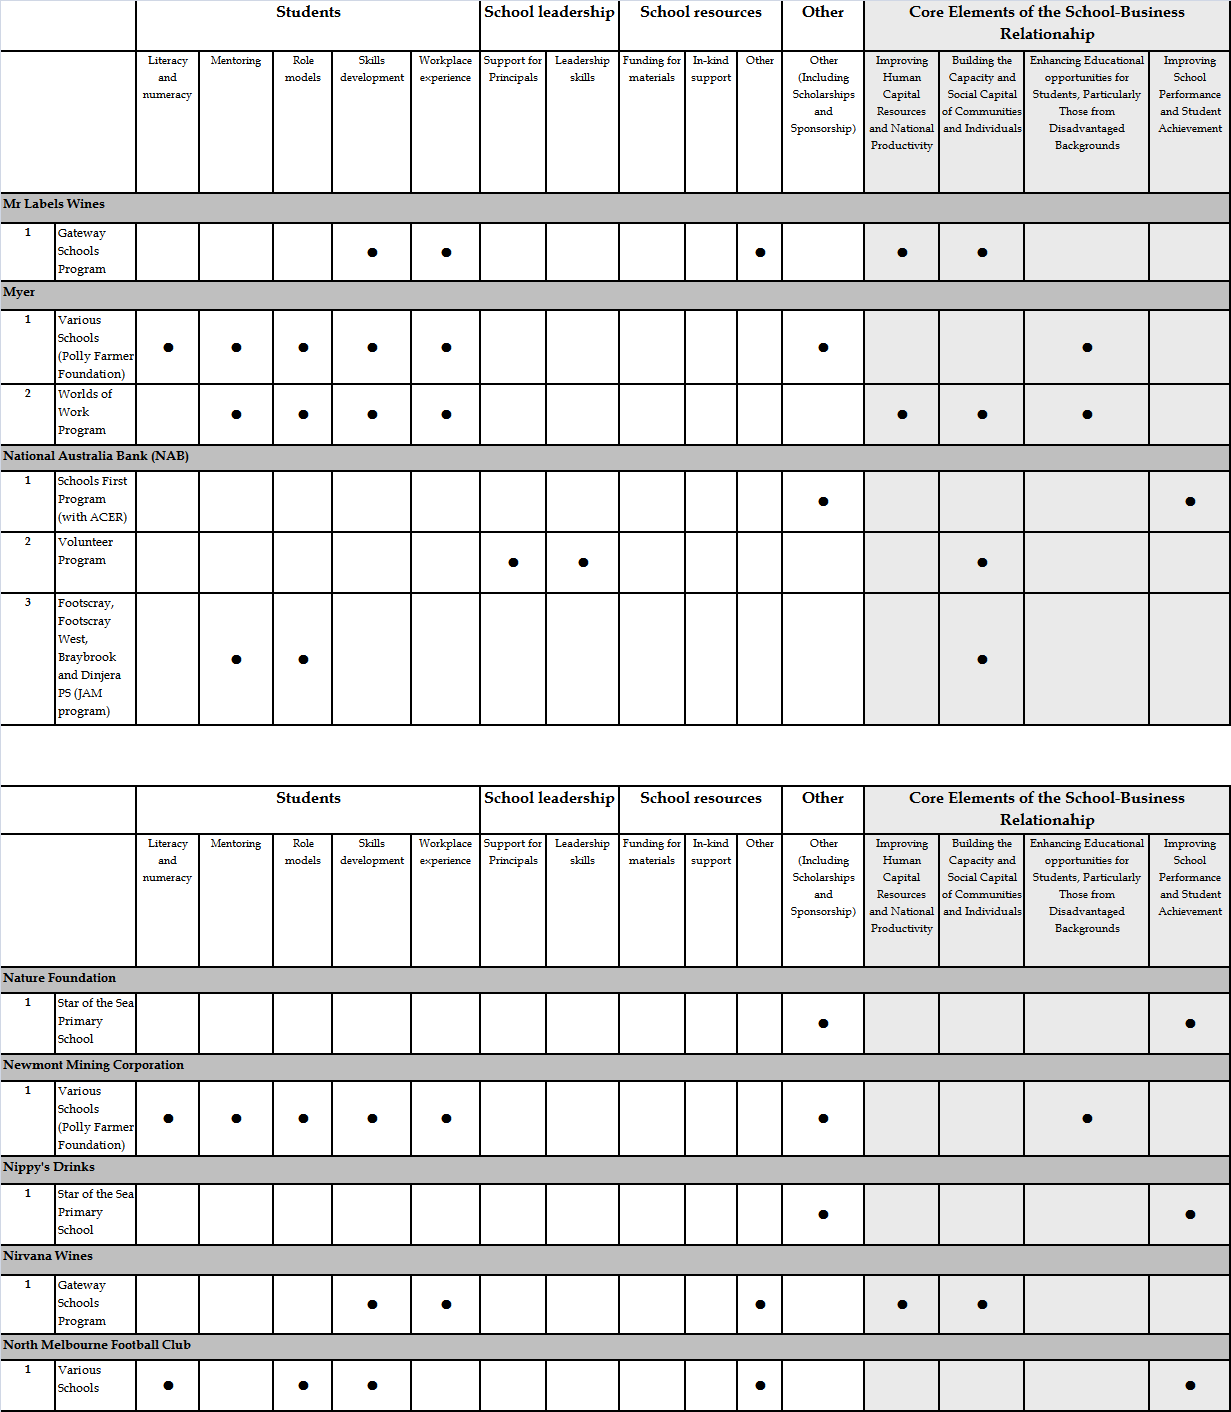 Students School leadership School resources Other Core Elements of the School-Business
Relationahip
Literacy and numeracy
Mentoring
Role models
Skills development
Workplace experience
Support for Principals
Leadership skills
Funding for materials
In-kind support
Other
Other (Including Scholarships and Sponsorship)
Improving Human Capital Resources and National Productivity
Building the Capacity and Social Capital of Communities and Individuals
Enhancing Educational opportunities for Students, Particularly Those from Disadvantaged Backgrounds
Improving School Performance and Student Achievement
Mr Labels Wines
1 Gateway
Schools
Program
● ● ● ● ●
Myer
1 Various
Schools
(Polly Farmer
Foundation)
● ● ● ● ● ● ●
2 Worlds of
Work
Program
● ● ● ● ● ● ●
National Australia Bank (NAB)
1 Schools First
Program
(with ACER)
● ●
2 Volunteer
Program
● ● ●
3 Footscray,
Footscray
West,
Braybrook
and Dinjera
PS (JAM
program)
● ● ●
Students School leadership School resources Other Core Elements of the School-Business
Relationahip
Literacy and numeracy
Mentoring
Role models
Skills development
Workplace experience
Support for Principals
Leadership skills
Funding for materials
In-kind support
Other
Other (Including Scholarships and Sponsorship)
Improving Human Capital Resources and National Productivity
Building the Capacity and Social Capital of Communities and Individuals
Enhancing Educational opportunities for Students, Particularly Those from Disadvantaged Backgrounds
Improving School Performance and Student Achievement
Nature Foundation
1 Star of the Sea
Primary
School
● ●
Newmont Mining Corporation
1 Various
Schools
(Polly Farmer
Foundation)
● ● ● ● ● ● ●
Nippy's Drinks
1 Star of the Sea
Primary
School
● ●
Nirvana Wines
1 Gateway
Schools
Program
● ● ● ● ●
North Melbourne Football Club
1 Various
Schools
● ● ● ● ●